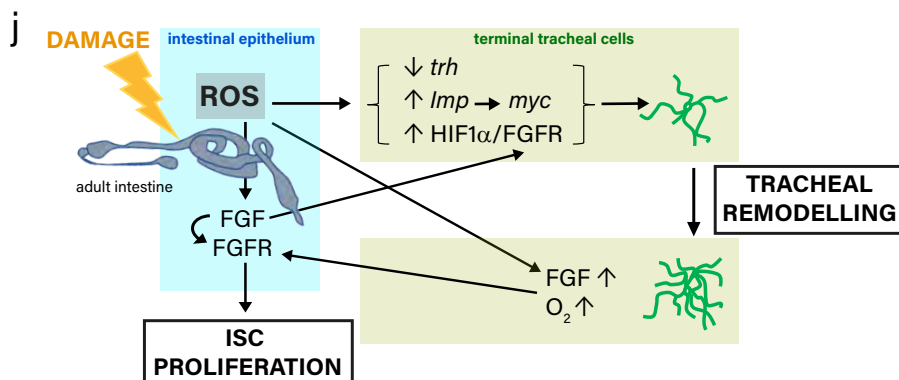 j
DAMAGE
intestinal epithelium
terminal tracheal cells
ROS
↓ trh
↑ Imp → myc
↑ HIF1α/FGFR
adult intestine
TRACHEAL
REMODELLING
FGF
FGFR
FGF ↑
O₂ ↑
ISC
PROLIFERATION